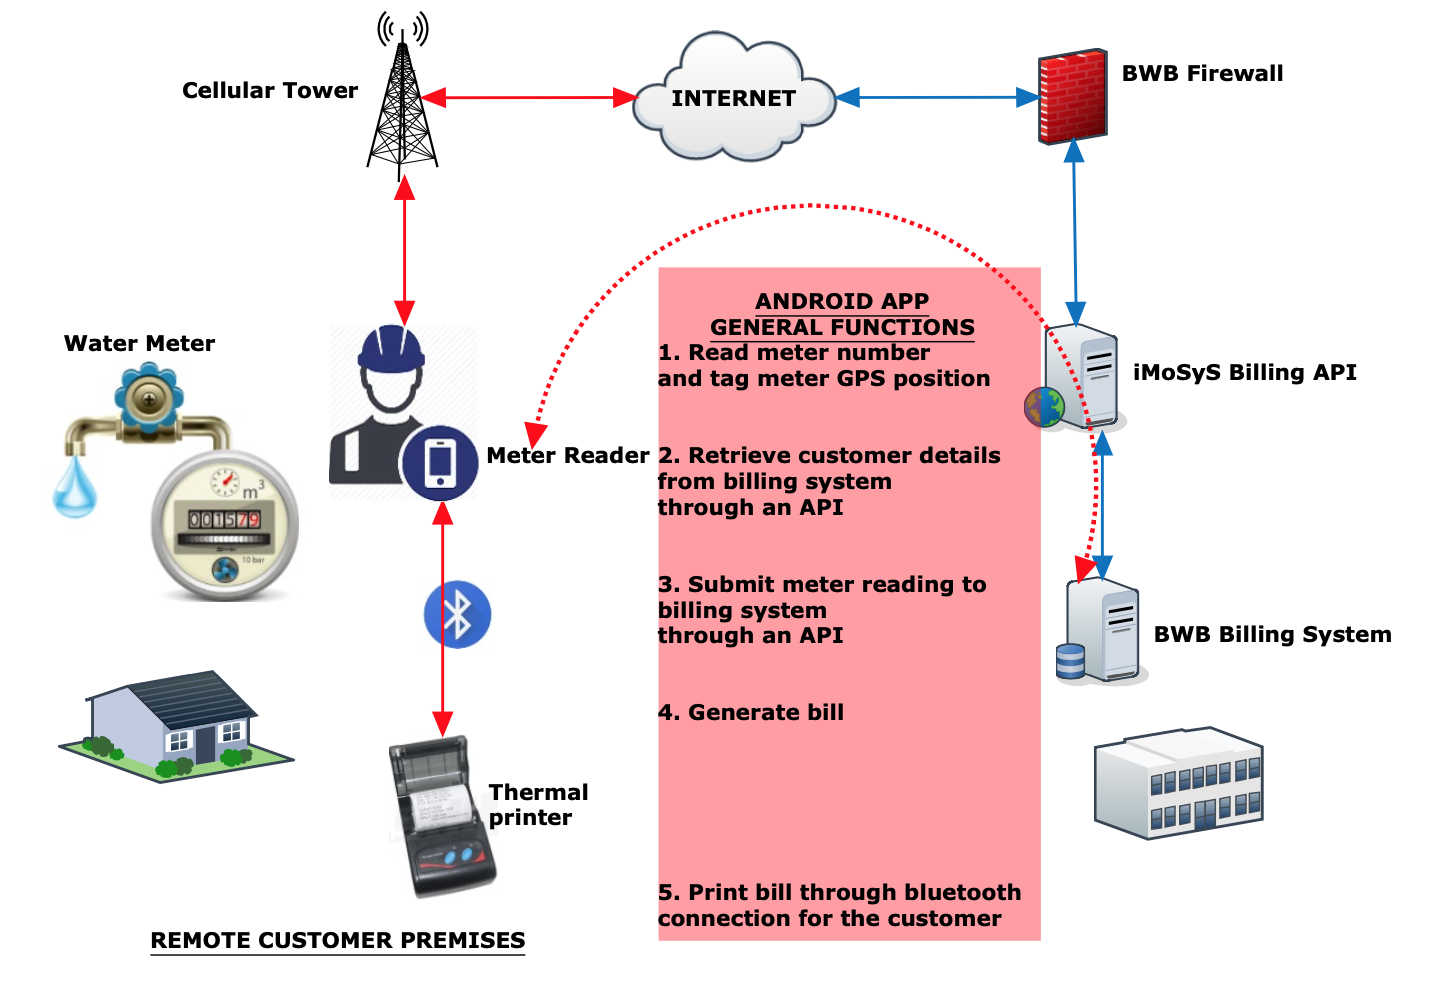 Cellular Tower
INTERNET
BWB Firewall
Water Meter
m3
001579
10 bar
Meter Reader
ANDROID APP
GENERAL FUNCTIONS
1. Read meter number
and tag meter GPS position
2. Retrieve customer details
from billing system
through an API
3. Submit meter reading to
billing system
through an API
4. Generate bill
5. Print bill through bluetooth
connection for the customer
iMoSyS Billing API
BWB Billing System
Thermal
printer
REMOTE CUSTOMER PREMISES